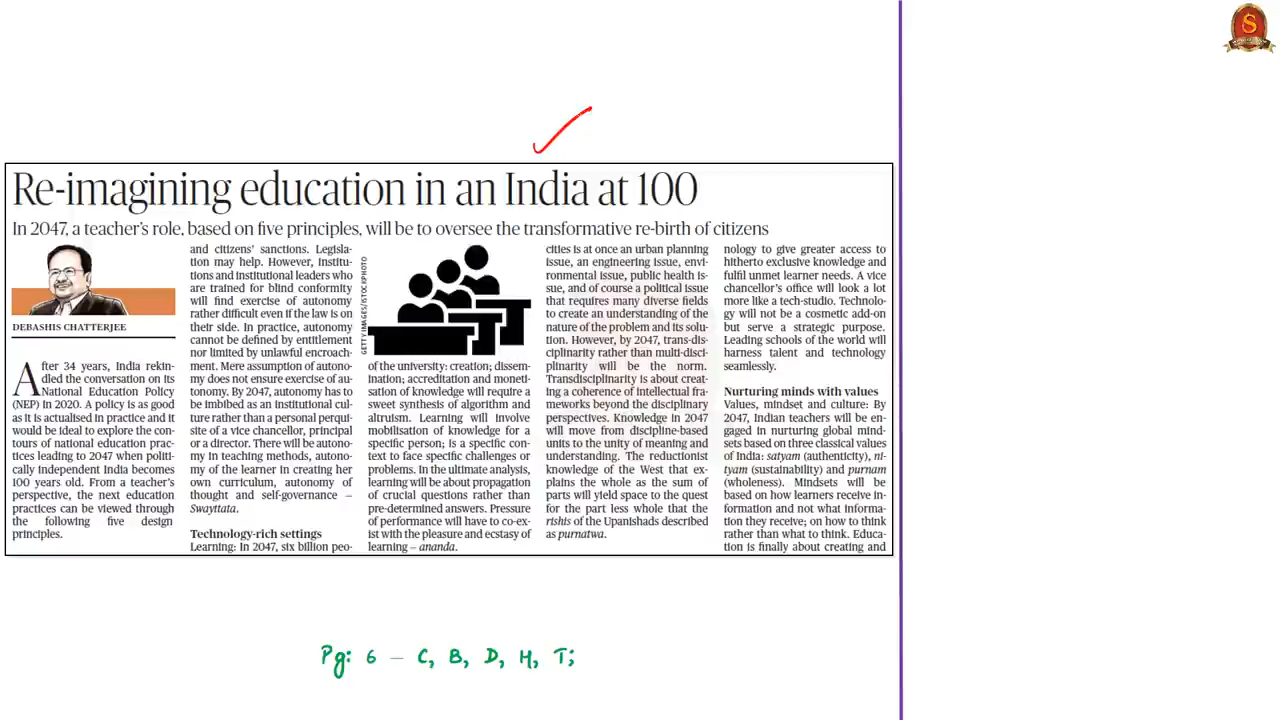 Re-imagining education in an India at 100
In 2047, a teacher's role, based on five principles, will be to oversee the transformative re-birth of citizens
DEBASHIS CHATTERJEE
After 34 years, India rekin-
dled the conversation on its
National Education Policy
(NEP) in 2020. A policy is as good
as it is actualised in practice and it
would be ideal to explore the con-
tours of national education prac-
tices leading to 2047 when politi-
cally independent India becomes
100 years old. From a teacher's
perspective, the next education
practices can be viewed through
the following five design
principles.
and citizens' sanctions. Legisla-
tion may help. However, institu-
tions and institutional leaders who
are trained for blind conformity
will find exercise of autonomy
rather difficult even if the law is on
their side. In practice, autonomy
cannot be defined by entitlement
nor limited by unlawful encroach-
ment. Mere assumption of autono-
my does not ensure exercise of au-
tonomy. By 2047, autonomy has to
be imbibed as an institutional cul-
ture rather than a personal perqui-
site of a vice chancellor, principal
or a director. There will be autono-
my in teaching methods, autono-
my of the learner in creating her
own curriculum, autonomy of
thought and self-governance –
Swayttata.
Technology-rich settings
Learning: In 2047, six billion peo-
GETTY IMAGES/ISTOCKPHOTO
of the university: creation; dissem-
ination; accreditation and moneti-
sation of knowledge will require a
sweet synthesis of algorithm and
altruism. Learning will involve
mobilisation of knowledge for a
specific person; is a specific con-
text to face specific challenges or
problems. In the ultimate analysis,
learning will be about propagation
of crucial questions rather than
pre-determined answers. Pressure
of performance will have to co-ex-
ist with the pleasure and ecstasy of
learning – ananda.
cities is at once an urban planning
issue, an engineering issue, envi-
ronmental issue, public health is-
sue, and of course a political issue
that requires many diverse fields
to create an understanding of the
nature of the problem and its solu-
tion. However, by 2047, trans-dis-
ciplinarity rather than multi-disci-
plinarity will be the norm.
Transdisciplinarity is about creat-
ing a coherence of intellectual fra-
meworks beyond the disciplinary
perspectives. Knowledge in 2047
will move from discipline-based
units to the unity of meaning and
understanding. The reductionist
knowledge of the West that ex-
plains the whole as the sum of
parts will yield space to the quest
for the part less whole that the
rishis of the Upanishads described
as purnatwa.
nology to give greater access to
hitherto exclusive knowledge and
fulfil unmet learner needs. A vice
chancellor's office will look a lot
more like a tech-studio. Technolo-
gy will not be a cosmetic add-on
but serve a strategic purpose.
Leading schools of the world will
harness talent and technology
seamlessly.
Nurturing minds with values
Values, mindset and culture: By
2047, Indian teachers will be en-
gaged in nurturing global mind-
sets based on three classical values
of India: satyam (authenticity), ni-
tyam (sustainability) and purnam
(wholeness). Mindsets will be
based on how learners receive in-
formation and not what informa-
tion they receive; on how to think
rather than what to think. Educa-
tion is finally about creating and
Pg: 6 – C, B, D, H, T;